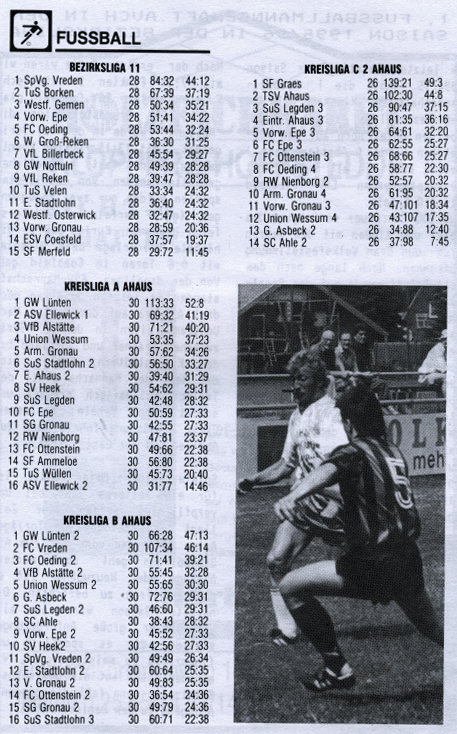 FUSSBALL
BEZIRKSLIGA 11
1 SpVg. Vreden 28 84:32 44:12
2 TuS Borken 28 67:39 37:19
3 Westf. Gemen 28 50:34 35:21
4 Vorw. Epe 28 51:41 34:22
5 FC Oeding 28 53:44 32:24
6 W. Groß-Reken 28 36:30 31:25
7 VfL Billerbeck 28 45:54 29:27
8 GW Nottuln 28 49:39 28:28
9 VfL Reken 28 39:47 28:28
10 TuS Velen 28 33:34 24:32
11 E. Stadtlohn 28 36:40 24:32
12 Westf. Osterwick 28 32:47 24:32
13 Vorw. Gronau 28 28:59 20:36
14 ESV Coesfeld 28 37:57 19:37
15 SF Merfeld 28 29:72 11:45
KREISLIGA A AHAUS
1 GW Lünten 30 113:33 52:8
2 ASV Ellewick 1 30 69:32 41:19
3 VfB Alstätte 30 71:21 40:20
4 Union Wessum 30 53:35 37:23
5 Arm. Gronau 30 57:62 34:26
6 SuS Stadtlohn 2 30 56:50 33:27
7 E. Ahaus 2 30 39:40 31:29
8 SV Heek 30 54:62 29:31
9 SuS Legden 30 42:48 28:32
10 FC Epe 30 50:59 27:33
11 SG Gronau 30 42:55 27:33
12 RW Nienborg 30 47:81 23:37
13 FC Ottenstein 30 49:66 22:38
14 SF Ammeloe 30 56:80 22:38
15 TuS Wüllen 30 45:73 20:40
16 ASV Ellewick 2 30 31:77 14:46
KREISLIGA B AHAUS
1 GW Lünten 2 30 66:28 47:13
2 FC Vreden 30 107:34 46:14
3 FC Oeding 2 30 71:41 39:21
4 VfB Alstätte 2 30 55:45 32:28
5 Union Wessum 2 30 55:65 30:30
6 G. Asbeck 30 72:76 29:31
7 SuS Legden 2 30 46:60 29:31
8 SC Ahle 30 38:43 28:32
9 Vorw. Epe 2 30 45:52 27:33
10 SV Heek2 30 42:56 27:33
11 SpVg. Vreden 2 30 49:49 26:34
12 E. Stadtlohn 2 30 60:64 25:35
13 V. Gronau 2 30 49:83 25:35
14 FC Ottenstein 2 30 36:54 24:36
15 SG Gronau 2 30 49:79 24:36
16 SuS Stadtlohn 3 30 60:71 22:38
KREISLIGA C 2 AHAUS
1 SF Graes 26 139:21 49:3
2 TSV Ahaus 26 102:30 44:8
3 SuS Legden 3 26 90:47 37:15
4 Eintr. Ahaus 3 26 81:35 36:16
5 Vorw. Epe 3 26 64:61 32:20
6 FC Epe 3 26 62:55 25:27
7 FC Ottenstein 3 26 68:66 25:27
8 FC Oeding 4 26 58:77 22:30
9 RW Nienborg 2 26 52:57 20:32
10 Arm. Gronau 4 26 61:95 20:32
11 Vorw. Gronau 3 26 47:101 18:34
12 Union Wessum 4 26 43:107 17:35
13 G. Asbeck 2 26 34:88 12:40
14 SC Ahle 2 26 37:98 7:45
OLK
meh
5